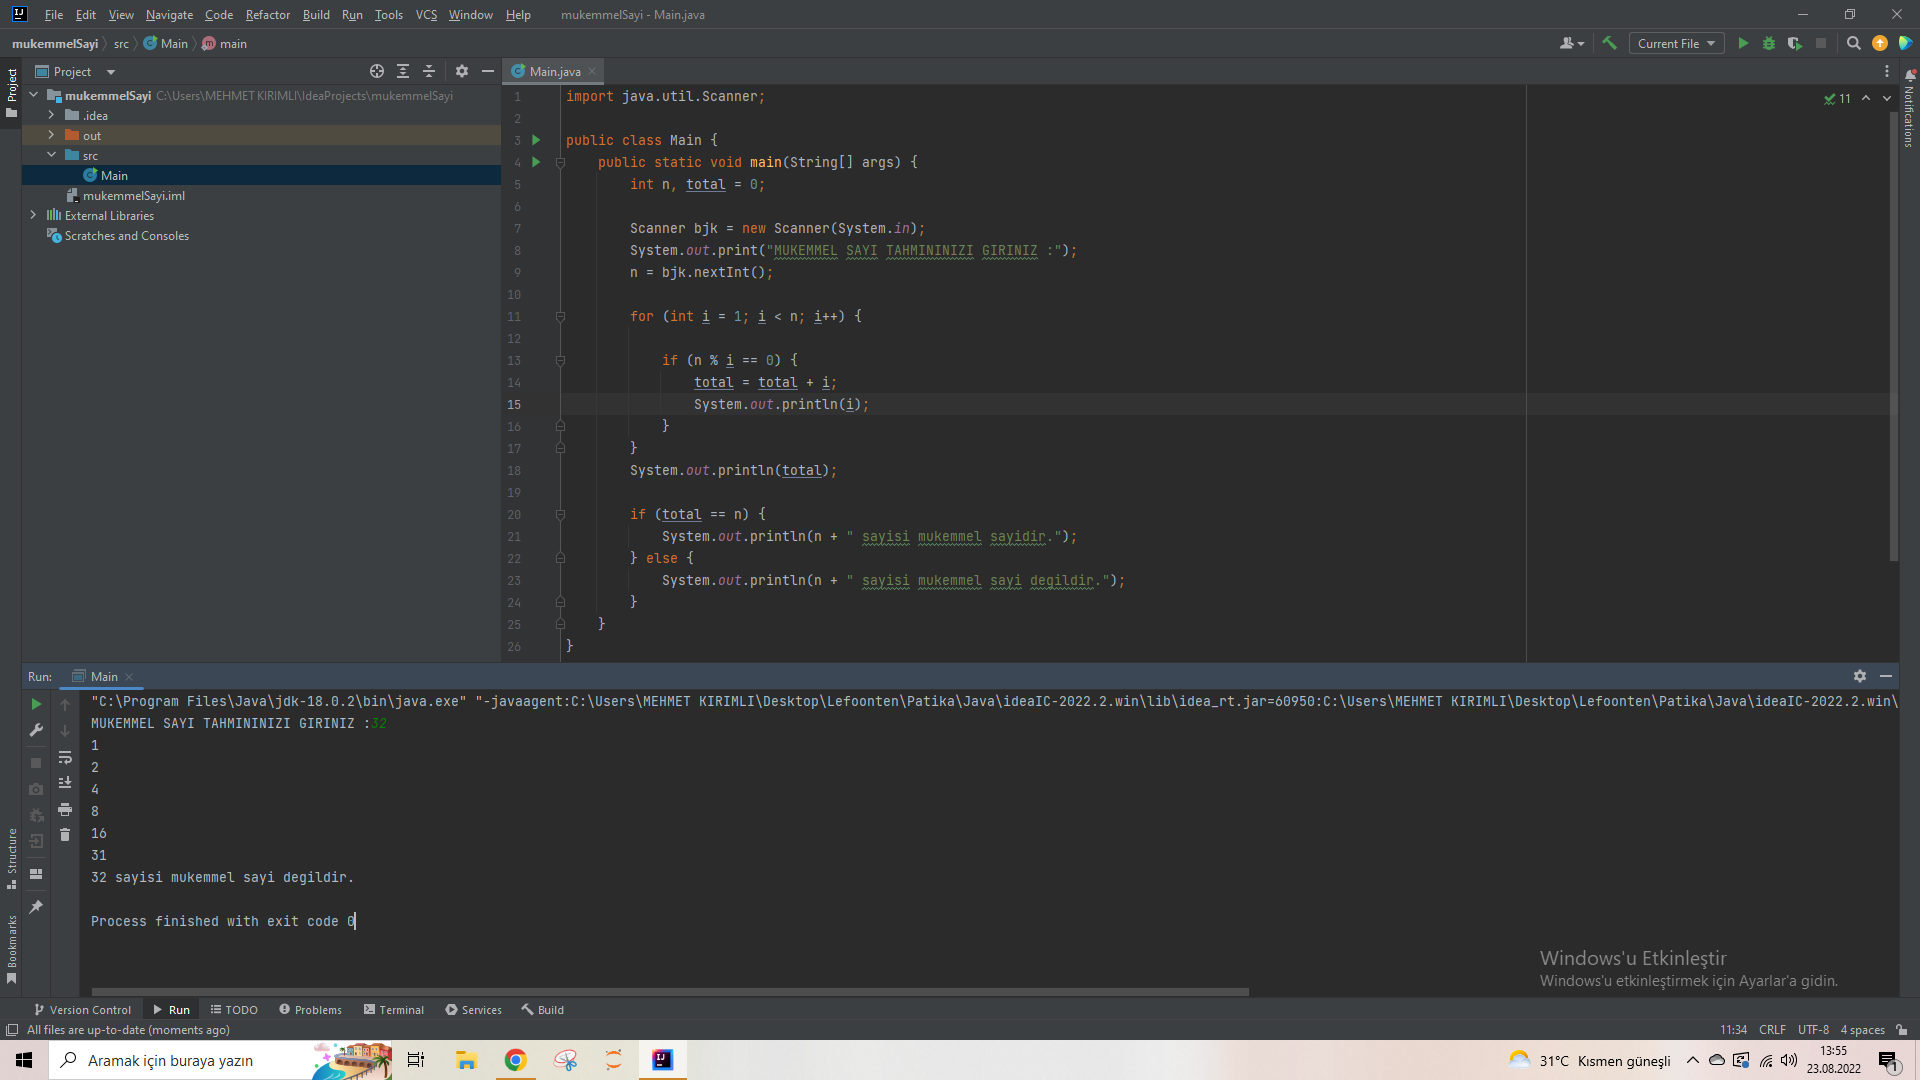 File Edit View Navigate Code Refactor Build Run Tools VCS Window Help mukemmelSayi - Main.java
mukemmelSayi src Main main
Current File
Project
Main.java
Project
mukemmelSayi C:\Users\MEHMET KIRIMLI\IdeaProjects\mukemmelSayi
.idea
out
src
Main
mukemmelSayi.iml
External Libraries
Scratches and Consoles
1 import java.util.Scanner;
2
3 public class Main {
4 public static void main(String[] args) {
5 int n, total = 0;
6
7 Scanner bjk = new Scanner(System.in);
8 System.out.print("MUKEMMEL SAYI TAHMININIZI GIRINIZ :");
9 n = bjk.nextInt();
10
11 for (int i = 1; i < n; i++) {
12
13 if (n % i == 0) {
14 total = total + i;
15 System.out.println(i);
16 }
17 }
18 System.out.println(total);
19
20 if (total == n) {
21 System.out.println(n + " sayisi mukemmel sayidir.");
22 } else {
23 System.out.println(n + " sayisi mukemmel sayi degildir.");
24 }
25 }
26 }
11
Notifications
Run: Main
"C:\Program Files\Java\jdk-18.0.2\bin\java.exe" "-javaagent:C:\Users\MEHMET KIRIMLI\Desktop\Lefoonten\Patika\Java\ideaIC-2022.2.win\lib\idea_rt.jar=60950:C:\Users\MEHMET KIRIMLI\Desktop\Lefoonten\Patika\Java\ideaIC-2022.2.win\
MUKEMMEL SAYI TAHMININIZI GIRINIZ :32
1
2
4
8
16
31
32 sayisi mukemmel sayi degildir.
Process finished with exit code 0
Structure
Bookmarks
Windows'u Etkinleştir
Windows'u etkinleştirmek için Ayarlar'a gidin.
Version Control Run TODO Problems Terminal Services Build
All files are up-to-date (moments ago)
11:34 CRLF UTF-8 4 spaces
Aramak için buraya yazın
31°C Kısmen güneşli
13:55
23.08.2022
1